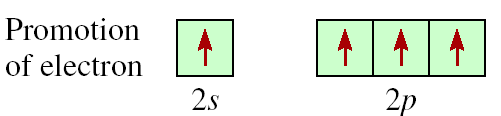 Promotion
of electron
2s 2p